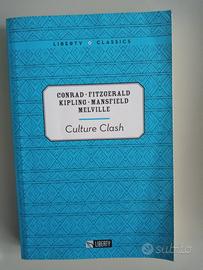 LIBERTY CLASSICS
CONRAD · FITZGERALD
KIPLING · MANSFIELD
MELVILLE
Culture Clash
LIBERTY
subito